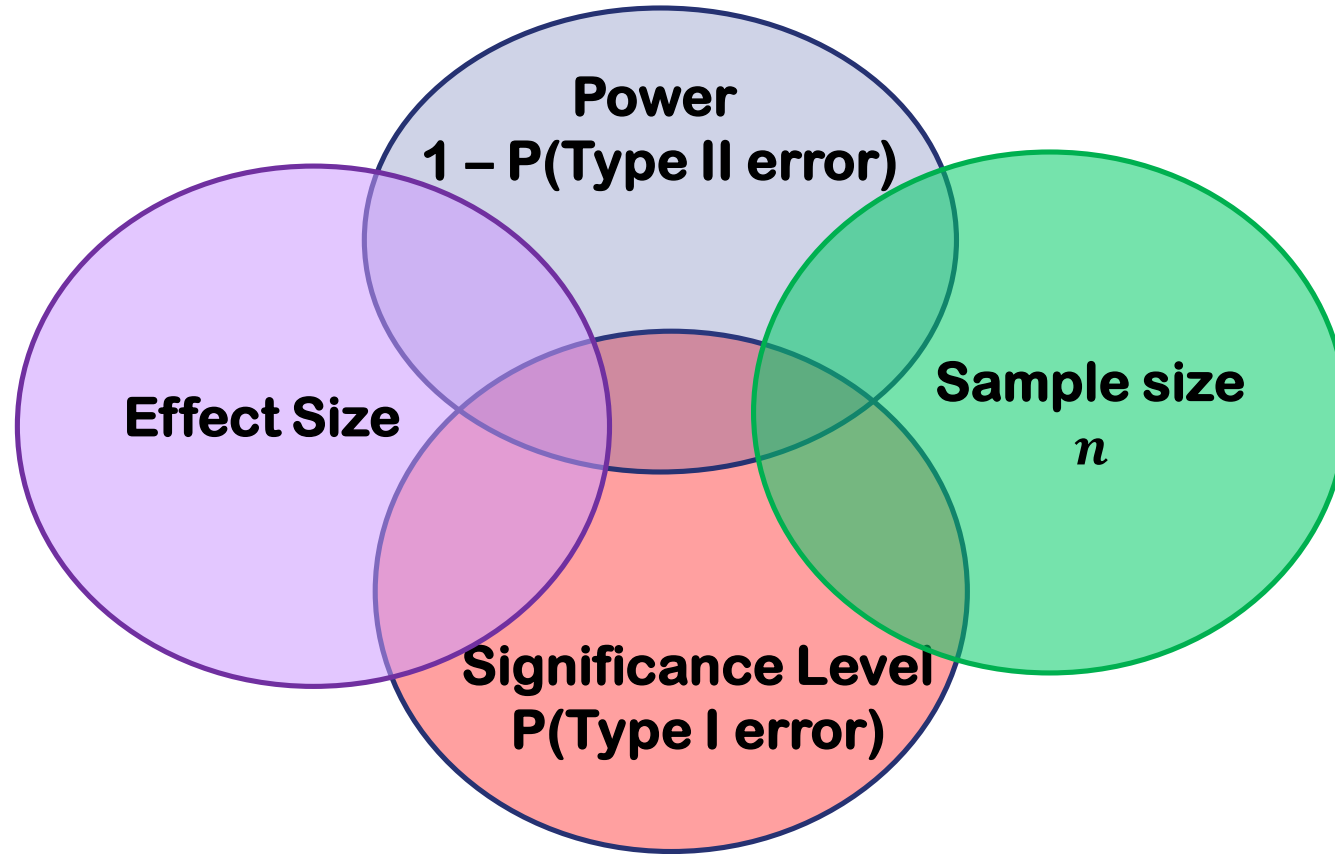 Power
1 – P(Type II error)
Effect Size
Sample size
n
Significance Level
P(Type I error)